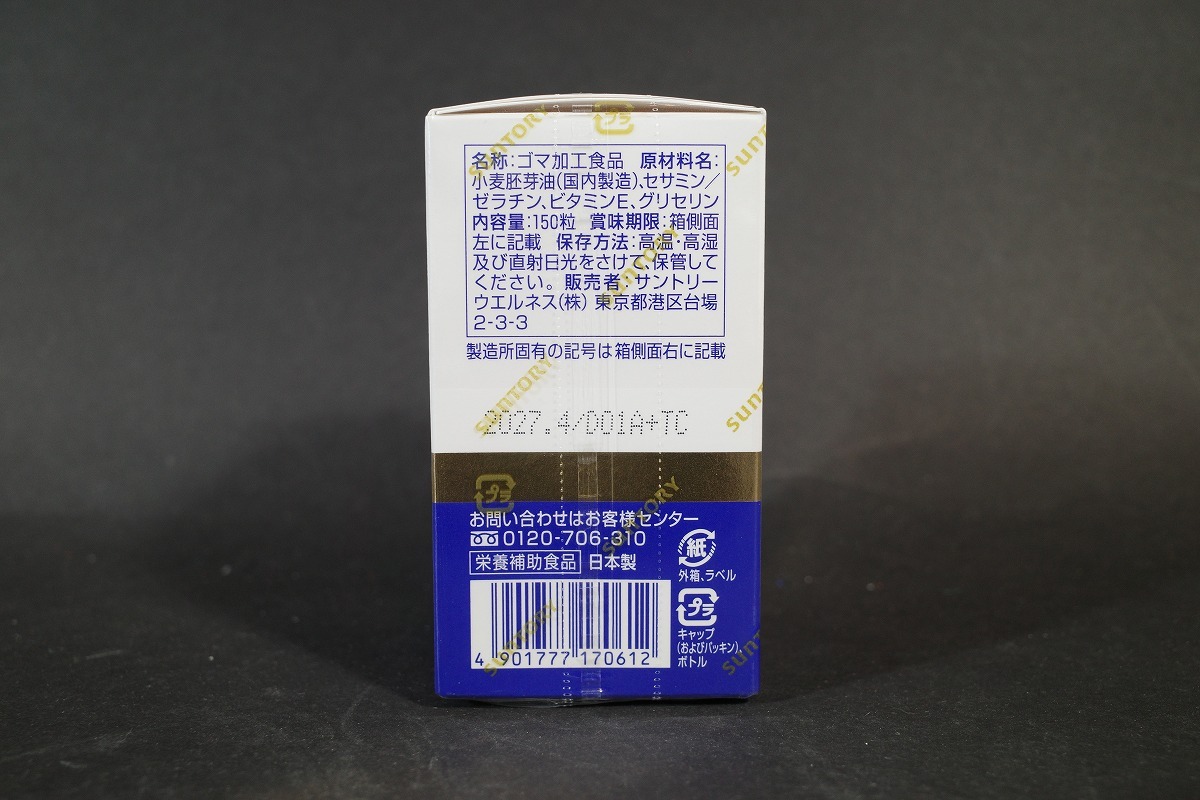 名称:ゴマ加工食品 原材料名:
小麦胚芽油(国内製造)、セサミン/
ゼラチン、ビタミンE、グリセリン
内容量:150粒 賞味期限:箱側面
左に記載 保存方法:高温・高湿
及び直射日光をさけて、保管して
ください。 販売者:サントリー
ウエルネス(株) 東京都港区台場
2-3-3
製造所固有の記号は箱側面右に記載
2027.4/001A+TC
お問い合わせはお客様センター
0120-706-310
栄養補助食品 日本製
紙
外箱、ラベル
プラ
キャップ
(およびパッキン)、
ボトル
4 901777 170612
SUNTORY
SUNTORY
SUNTORY
SUNTORY
SUNTORY
SUNTORY
SUNTORY
SUNTORY
プラ
プラ